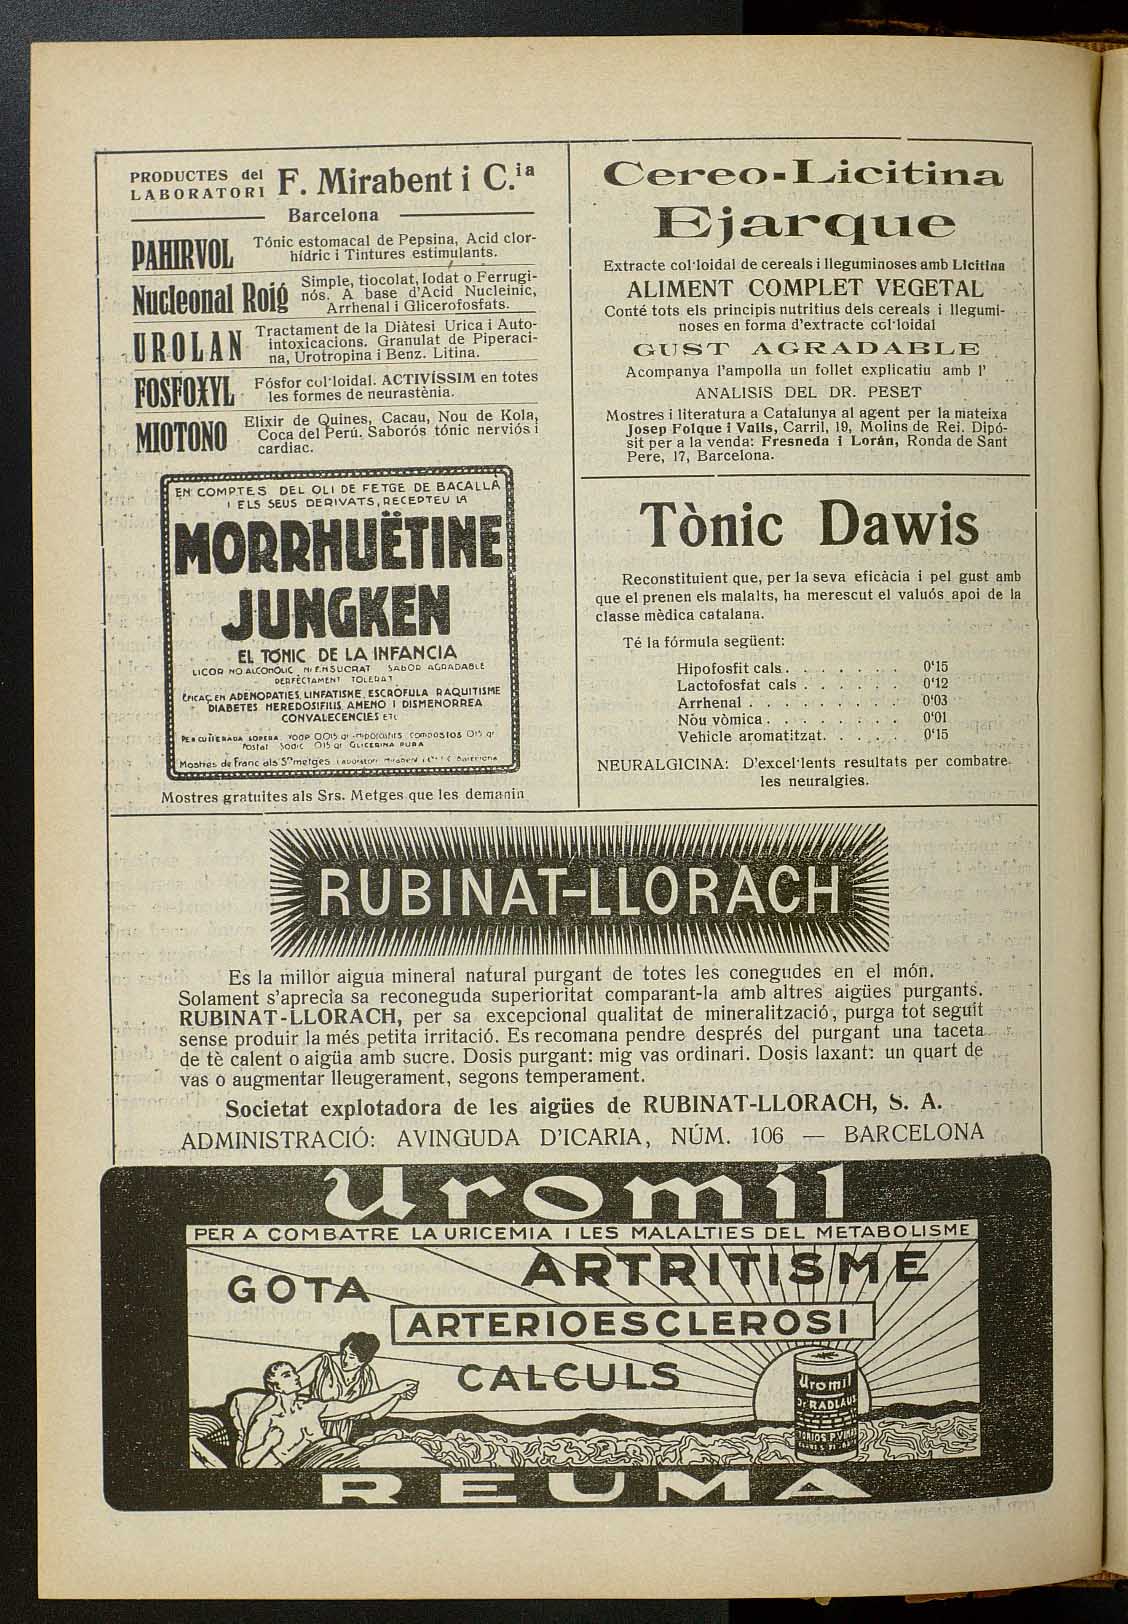 PRODUCTES del
LABORATORI
F. Mirabent i C.ia
Barcelona
PAHIRVOL
Tónic estomacal de Pepsina, Acid clor-
hídric i Tintures estimulants.
Nucleonal Roig
Simple, tiocolat, Iodat o Ferrugi-
nós. A base d'Acid Nucleinic,
Arrhenal i Glicerofosfats.
UROLAN
Tractament de la Diàtesi Urica i Auto-
intoxicacions. Granulat de Piperaci-
na, Urotropina i Benz. Litina.
FOSFOXYL
Fósfor col·loidal. ACTIVÍSSIM en totes
les formes de neurastènia.
MIOTONO
Elixir de Quines, Cacau, Nou de Kola,
Coca del Perú. Saborós tónic nerviós i
cardiac.
EN COMPTES DEL OLI DE FETGE DE BACALLÀ
I ELS SEUS DERIVATS, RECEPTEU LA
MORRHUËTINE
JUNGKEN
EL TÓNIC DE LA INFANCIA
LICOR NO ALCOHÒLIC NI ENSUCRAT SABOR AGRADABLE
PERFÈCTAMENT TOLERAT
EFICAÇ EN ADENOPATIES, LINFATISME, ESCRÓFULA RAQUITISME
DIABETES HEREDOSIFILIS, AMENO I DISMENORREA
CONVALECENCIES ETC
Mostres de franc als Srs metges
Mostres gratuites als Srs. Metges que les demanin
Cereo-Licitina
Ejarque
Extracte col·loidal de cereals i lleguminoses amb Licitina
ALIMENT COMPLET VEGETAL
Conté tots els principis nutritius dels cereals i llegumi-
noses en forma d'extracte col·loidal
GUST AGRADABLE
Acompanya l'ampolla un follet explicatiu amb l'
ANALISIS DEL DR. PESET
Mostres i literatura a Catalunya al agent per la mateixa
Josep Folque i Valls, Carril, 19, Molins de Rei. Dipó-
sit per a la venda: Fresneda i Lorán, Ronda de Sant
Pere, 17, Barcelona.
Tònic Dawis
Reconstituient que, per la seva eficàcia i pel gust amb
que el prenen els malalts, ha merescut el valuós apoi de la
classe mèdica catalana.
Té la fórmula següent:
Hipofosfit cals . . . . . . . 0'15
Lactofosfat cals . . . . . . 0'12
Arrhenal . . . . . . . . . 0'03
Nóu vòmica . . . . . . . . 0'01
Vehicle aromatitzat. . . . . 0'15
NEURALGICINA: D'excel·lents resultats per combatre
les neuralgies.
RUBINAT-LLORACH
Es la millor aigua mineral natural purgant de totes les conegudes en el món.
Solament s'aprecia sa reconeguda superioritat comparant-la amb altres aigües purgants.
RUBINAT-LLORACH, per sa excepcional qualitat de mineralització, purga tot seguit
sense produir la més petita irritació. Es recomana pendre després del purgant una taceta
de tè calent o aigüa amb sucre. Dosis purgant: mig vas ordinari. Dosis laxant: un quart de
vas o augmentar lleugerament, segons temperament.
Societat explotadora de les aigües de RUBINAT-LLORACH, S. A.
ADMINISTRACIÓ: AVINGUDA D'ICARIA, NÚM. 106 — BARCELONA
Uromil
PER A COMBATRE LA URICEMIA I LES MALALTIES DEL METABOLISME
GOTA
ARTRITISME
ARTERIOESCLEROSI
CALCULS
Uromil
Dr RADLAUS
REUMA